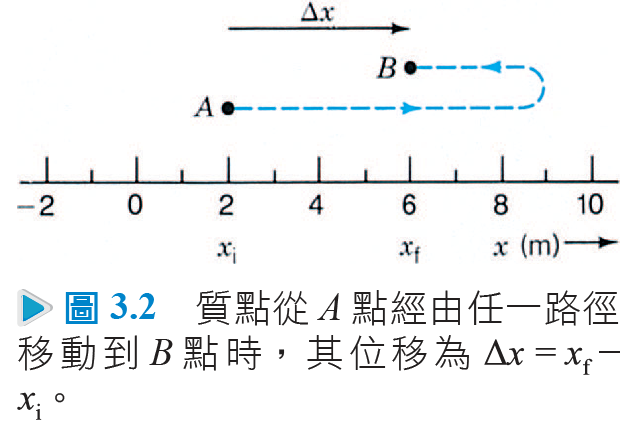 Δx
B
A
−2 0 2 4 6 8 10
xi xf x (m)
圖 3.2 質點從 A 點經由任一路徑
移動到 B 點時，其位移為 Δx = xf −
xi。